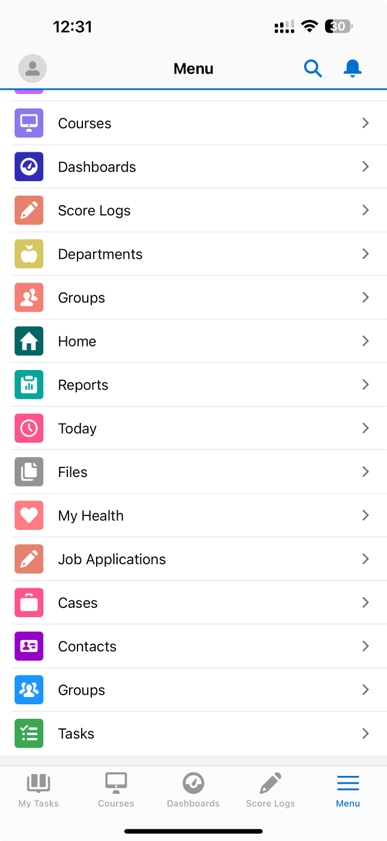 12:31
30
Menu
Courses
Dashboards
Score Logs
Departments
Groups
Home
Reports
Today
Files
My Health
Job Applications
Cases
Contacts
Groups
Tasks
My Tasks Courses Dashboards Score Logs Menu